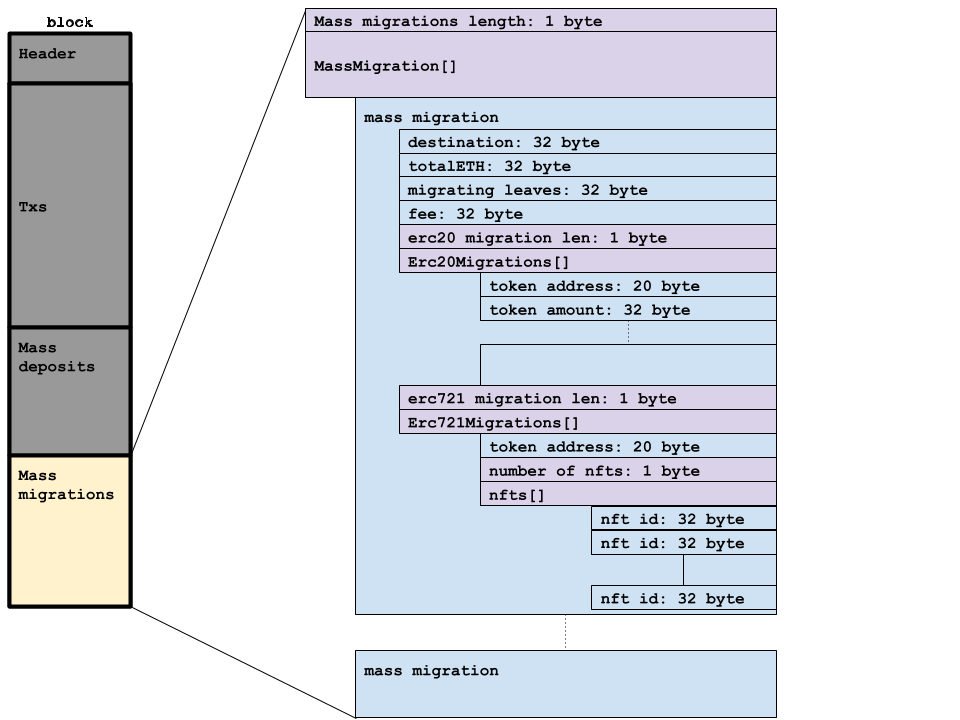 block
Header
Txs
Mass
deposits
Mass
migrations
Mass migrations length: 1 byte
MassMigration[]
mass migration
destination: 32 byte
totalETH: 32 byte
migrating leaves: 32 byte
fee: 32 byte
erc20 migration len: 1 byte
Erc20Migrations[]
token address: 20 byte
token amount: 32 byte
erc721 migration len: 1 byte
Erc721Migrations[]
token address: 20 byte
number of nfts: 1 byte
nfts[]
nft id: 32 byte
nft id: 32 byte
nft id: 32 byte
mass migration